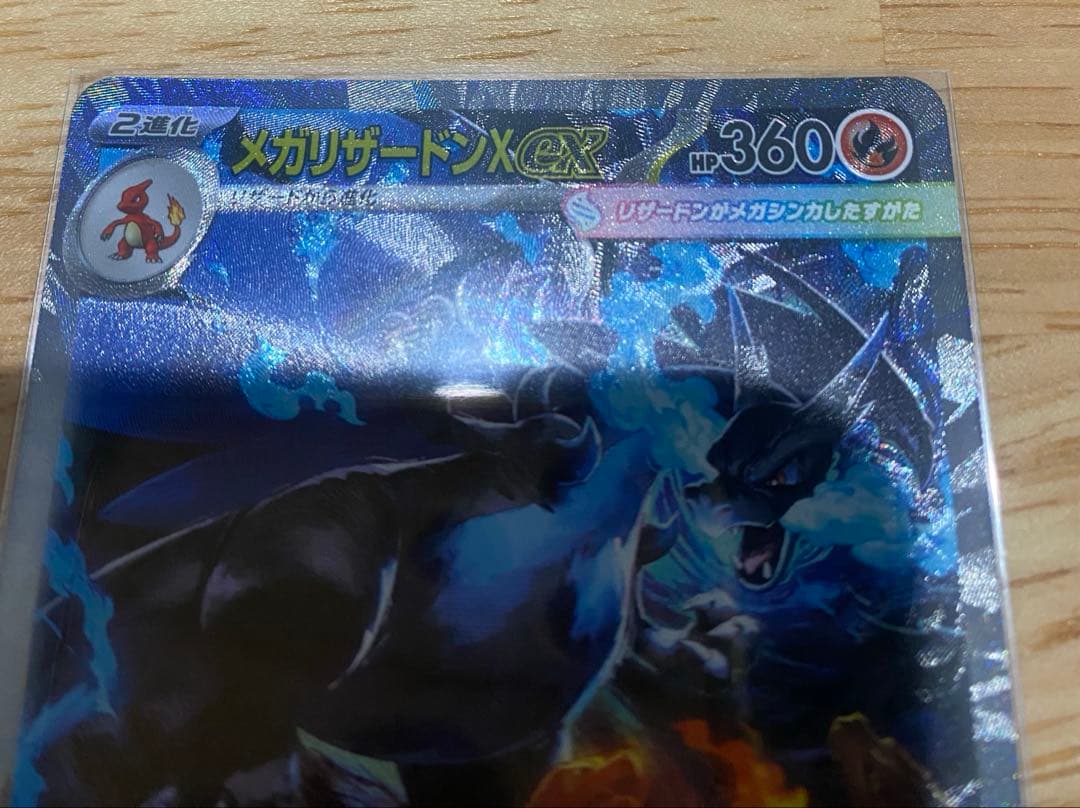 2進化
メガリザードンXex
HP360
リザードから進化
リザードンがメガシンカしたすがた